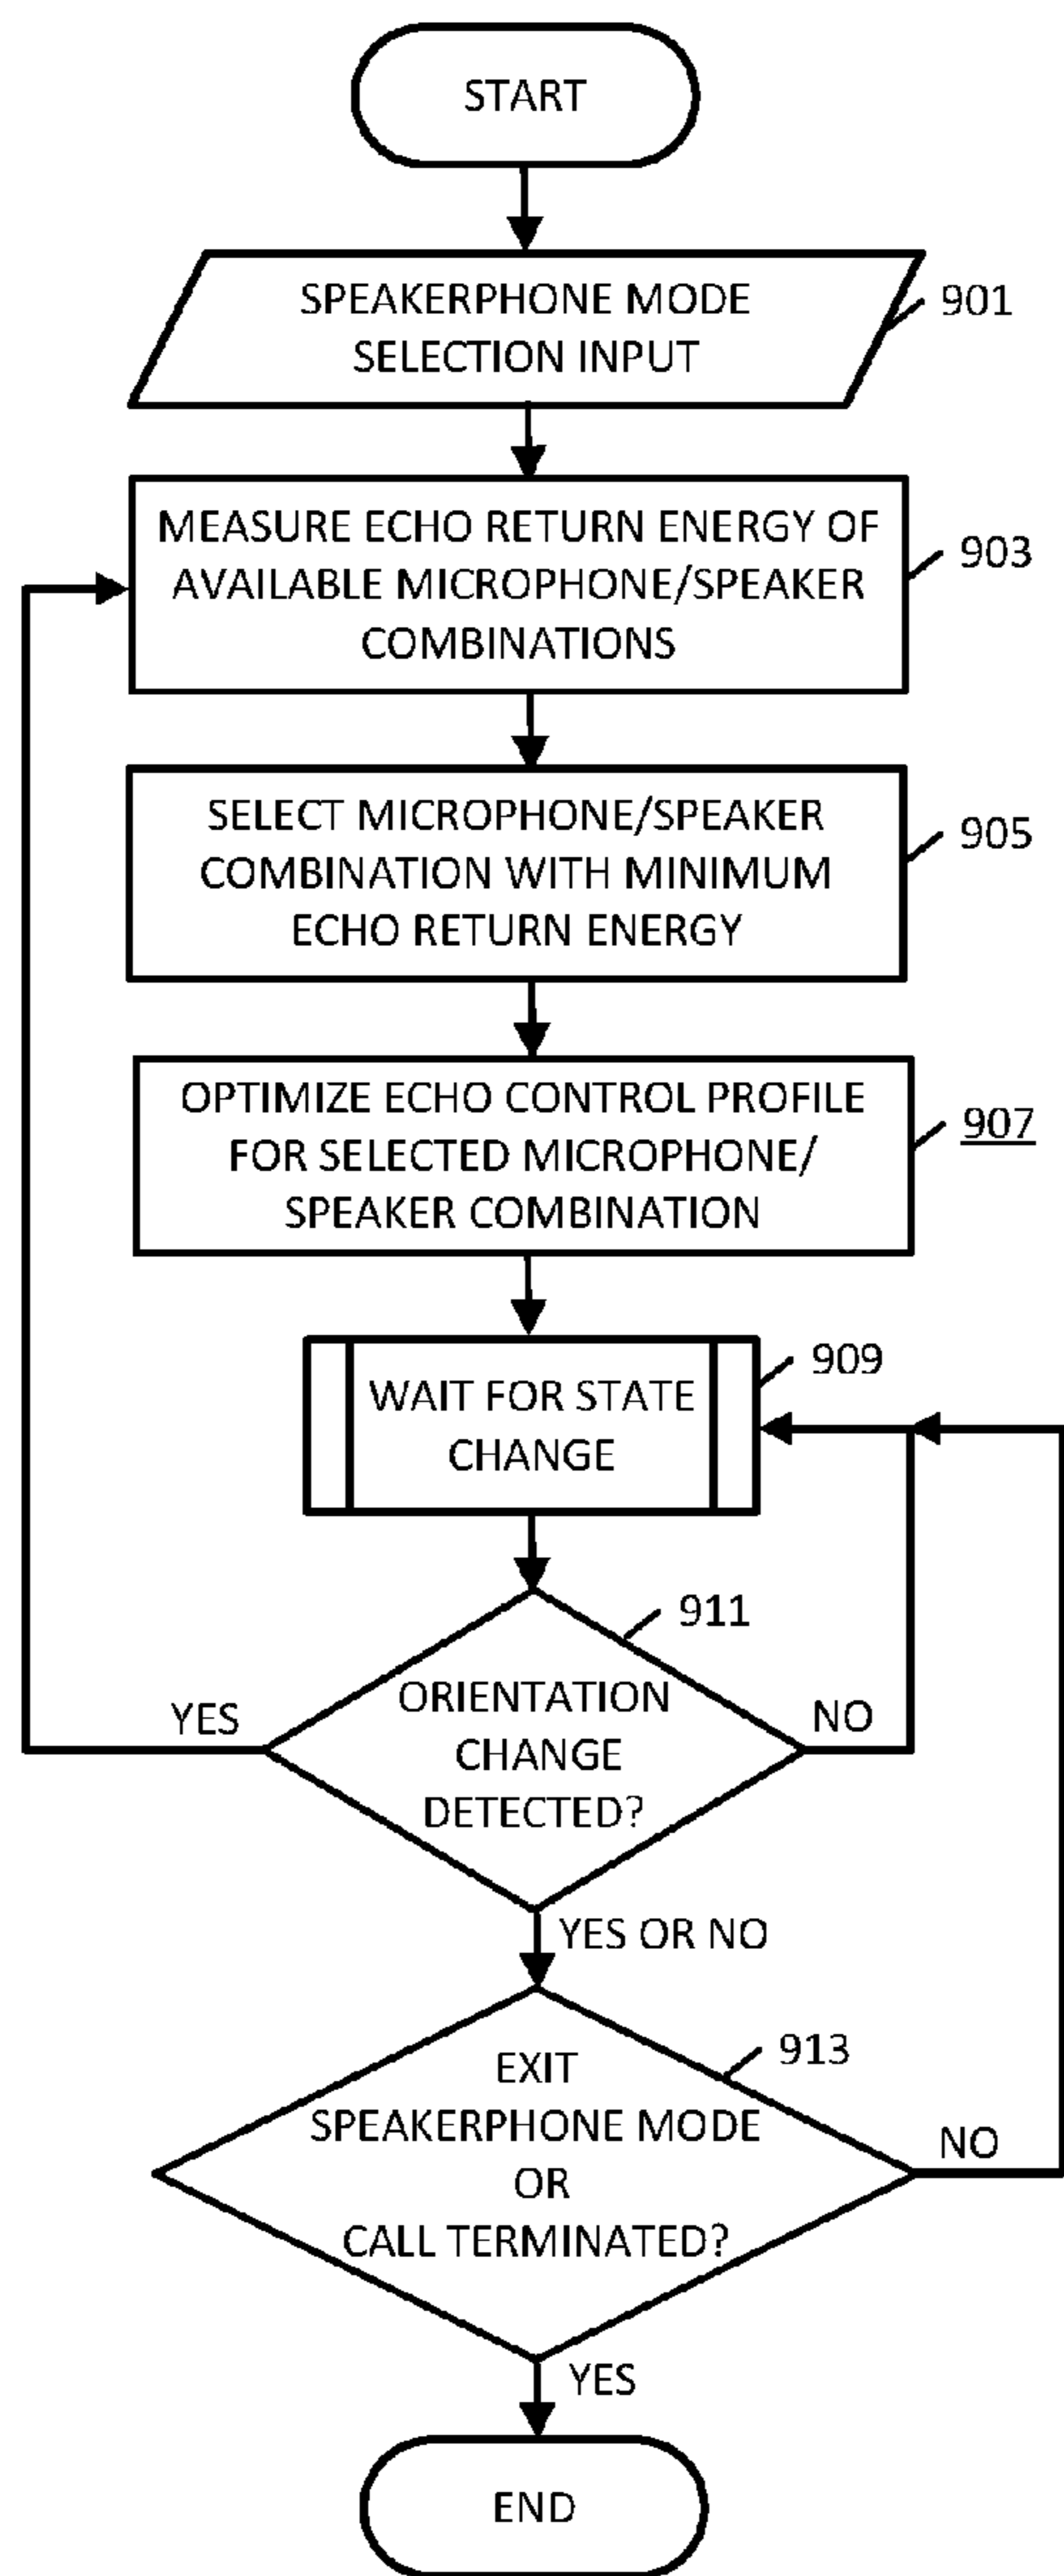 START
SPEAKERPHONE MODE
SELECTION INPUT
901
MEASURE ECHO RETURN ENERGY OF
AVAILABLE MICROPHONE/SPEAKER
COMBINATIONS
903
SELECT MICROPHONE/SPEAKER
COMBINATION WITH MINIMUM
ECHO RETURN ENERGY
905
OPTIMIZE ECHO CONTROL PROFILE
FOR SELECTED MICROPHONE/
SPEAKER COMBINATION
907
WAIT FOR STATE
CHANGE
909
911
ORIENTATION
CHANGE
DETECTED?
YES
NO
YES OR NO
913
EXIT
SPEAKERPHONE MODE
OR
CALL TERMINATED?
NO
YES
END